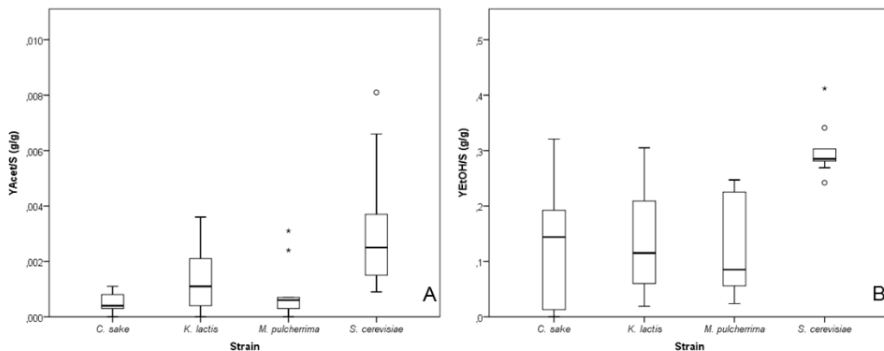 YAcet/S (g/g)
,010
,008
,006
,004
,002
,000
C. sake K. lactis M. pulcherrima S. cerevisiae
Strain
A
YEtOH/S (g/g)
,5
,4
,3
,2
,1
,0
C. sake K. lactis M. pulcherrima S. cerevisiae
Strain
B